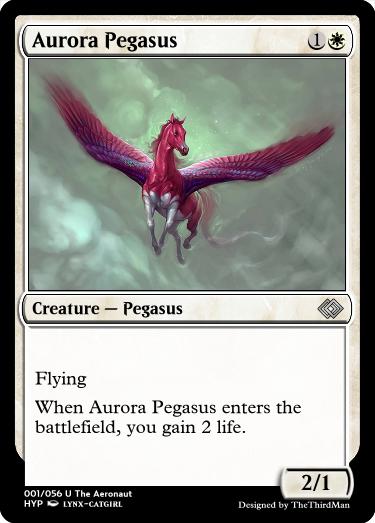 Aurora Pegasus 1
Creature — Pegasus
Flying
When Aurora Pegasus enters the
battlefield, you gain 2 life.
2/1
001/056 U The Aeronaut
HYP LYNX-CATGIRL
Designed by TheThirdMan